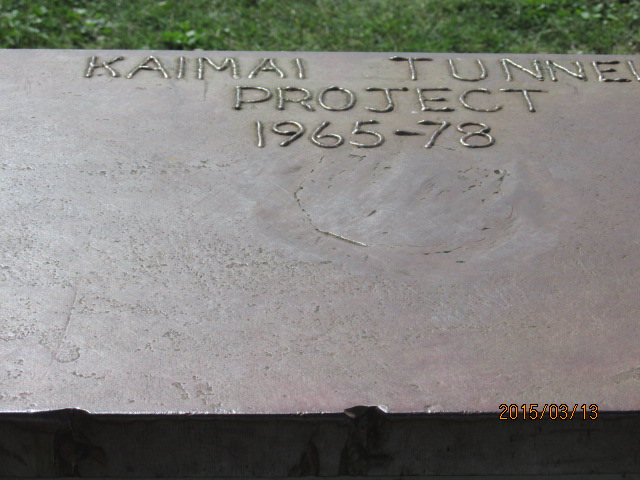 KAIMAI TUNNEL
PROJECT
1965-78
2015/03/13